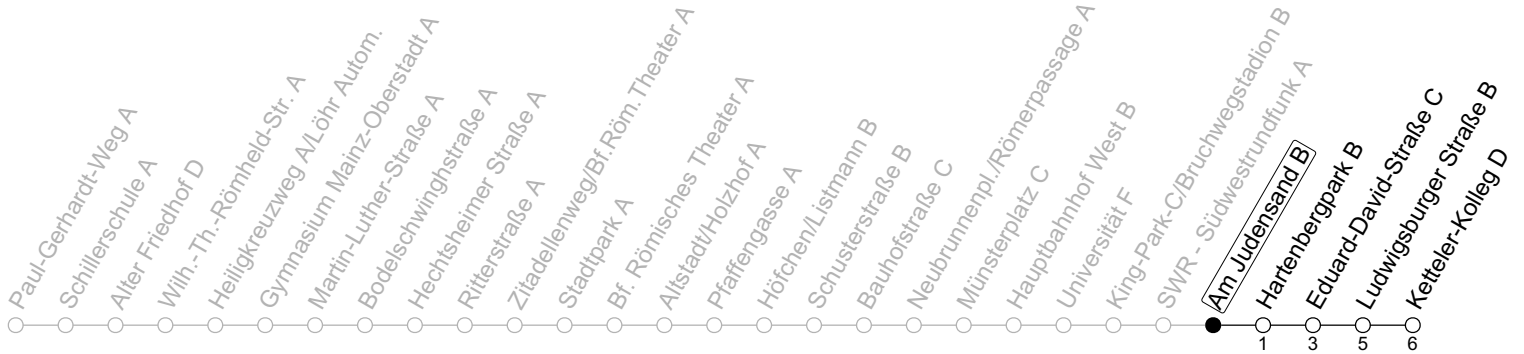 Paul-Gerhardt-Weg A
Schillerschule A
Alter Friedhof D
Wilh.-Th.-Römheld-Str. A
Heiligkreuzweg A/Löhr Autom.
Gymnasium Mainz-Oberstadt A
Martin-Luther-Straße A
Bodelschwinghstraße A
Hechtsheimer Straße A
Ritterstraße A
Zitadellenweg/Bf.Röm.Theater A
Stadtpark A
Bf. Römisches Theater A
Altstadt/Holzhof A
Pfaffengasse A
Höfchen/Listmann B
Schusterstraße B
Bauhofstraße C
Neubrunnenpl./Römerpassage A
Münsterplatz C
Hauptbahnhof West B
Universität F
King-Park-C/Bruchwegstadion B
SWR - Südwestrundfunk A
Am Judensand B
Hartenbergpark B
Eduard-David-Straße C
Ludwigsburger Straße B
Ketteler-Kolleg D
1 3 5 6